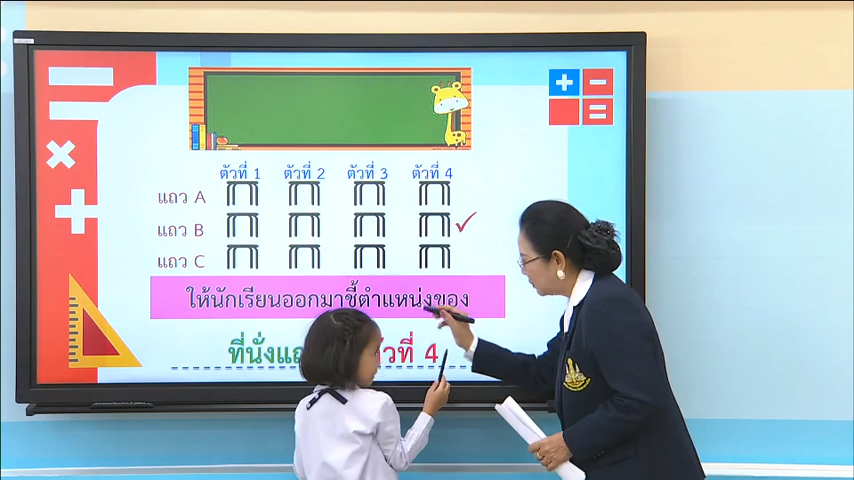 ตัวที่ 1 ตัวที่ 2 ตัวที่ 3 ตัวที่ 4
แถว A
แถว B
แถว C
ให้นักเรียนออกมาชี้ตำแหน่งของ
ที่นั่งแถ ตัวที่ 4